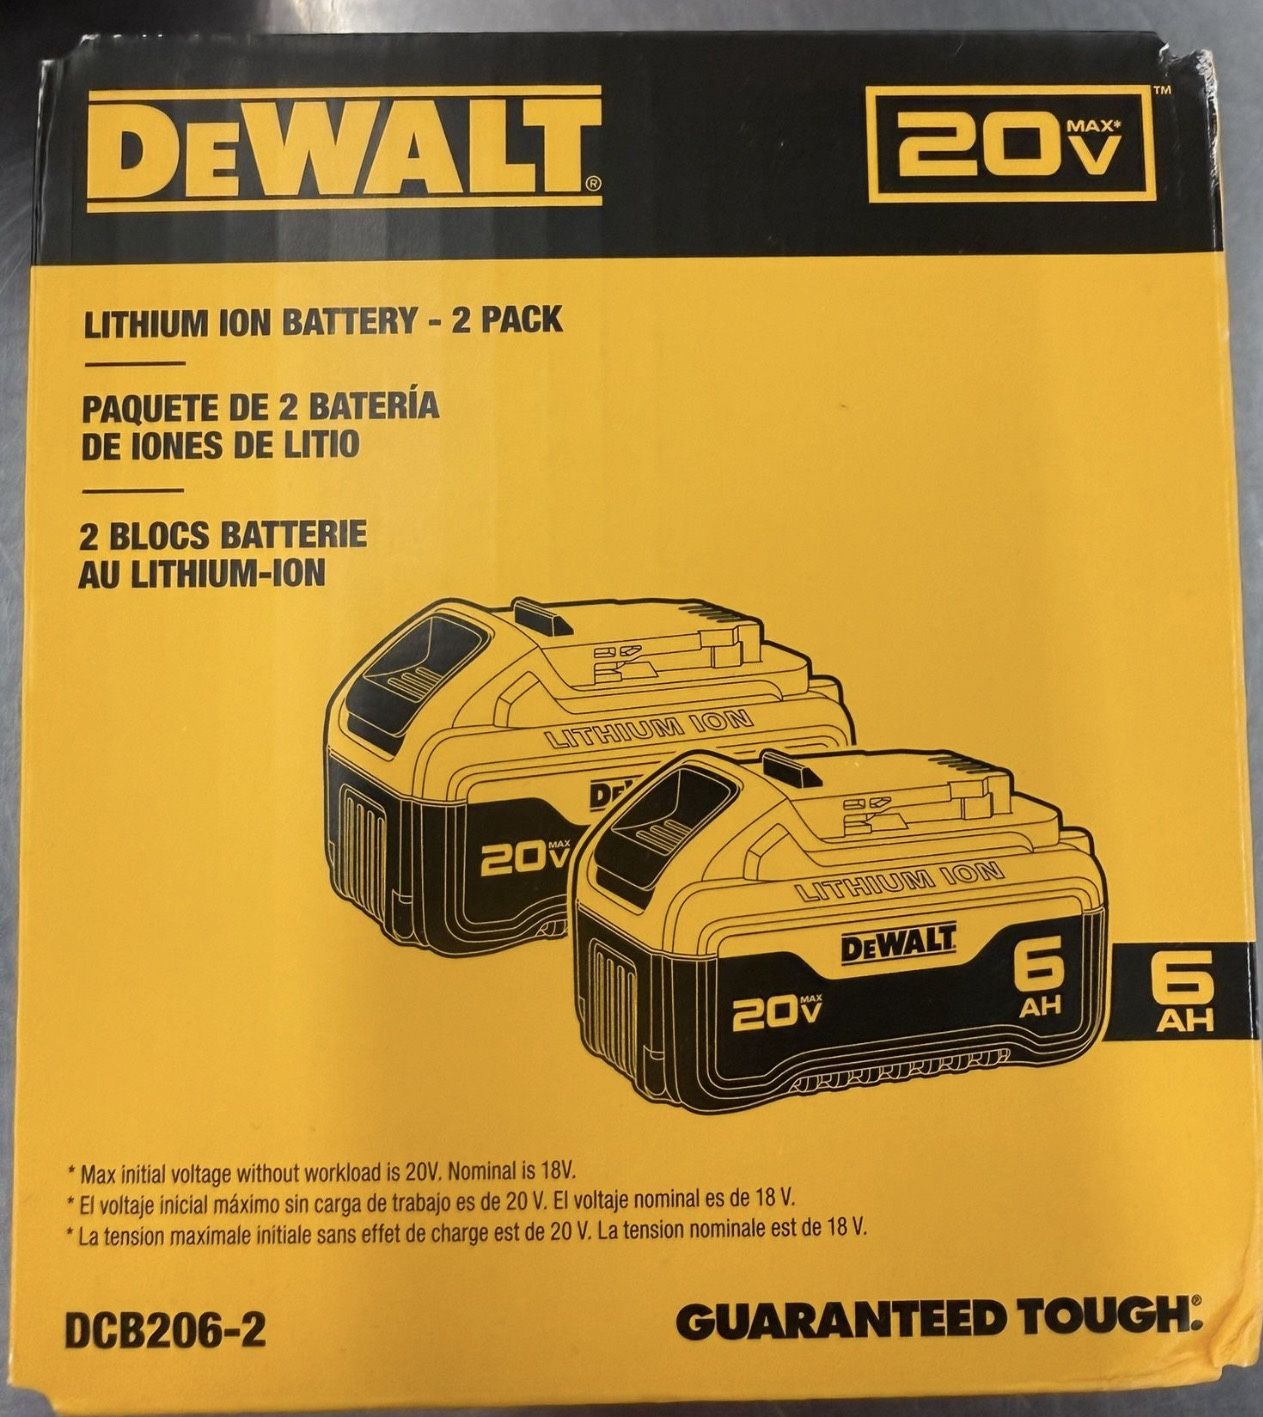 DEWALT®
20V MAX*™
LITHIUM ION BATTERY - 2 PACK
PAQUETE DE 2 BATERÍA
DE IONES DE LITIO
2 BLOCS BATTERIE
AU LITHIUM-ION
LITHIUM ION
DE
20V MAX
LITHIUM ION
DEWALT
20V MAX
6
AH
6
AH
* Max initial voltage without workload is 20V. Nominal is 18V.
* El voltaje inicial máximo sin carga de trabajo es de 20 V. El voltaje nominal es de 18 V.
* La tension maximale initiale sans effet de charge est de 20 V. La tension nominale est de 18 V.
DCB206-2
GUARANTEED TOUGH.®